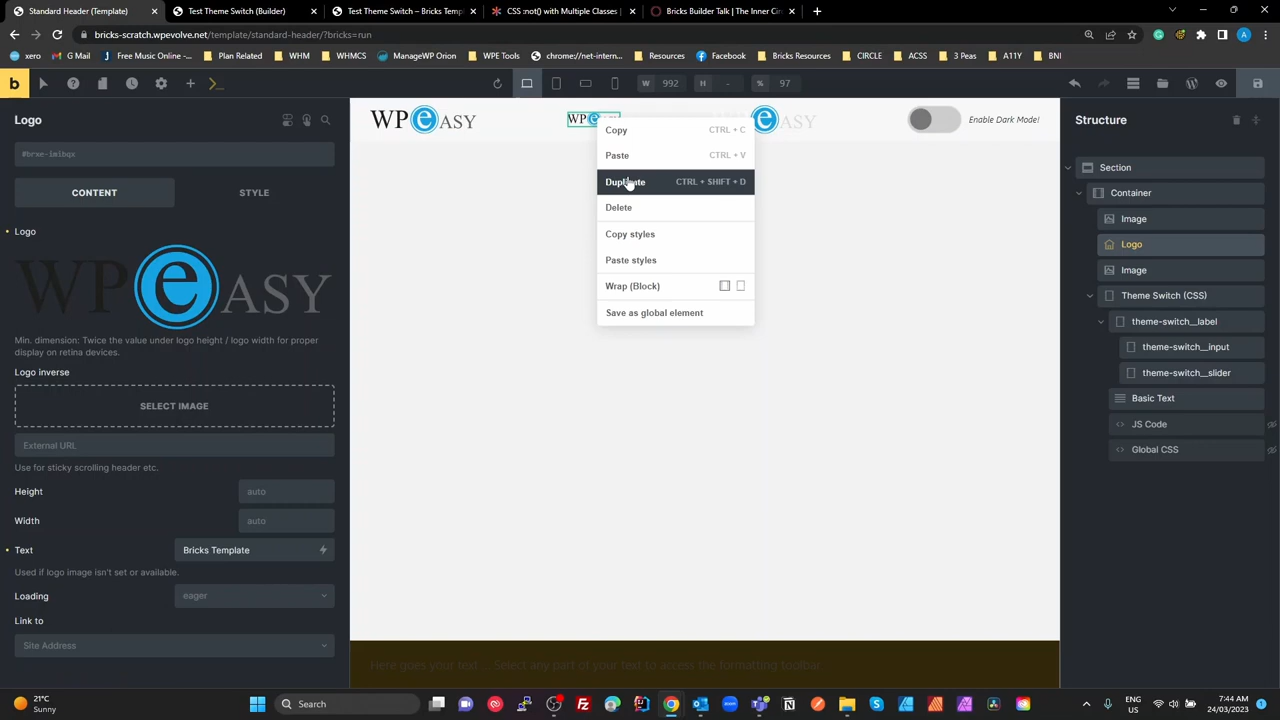 Standard Header (Template)
Test Theme Switch (Builder)
Test Theme Switch – Bricks Temp
CSS :not() with Multiple Classes |
Bricks Builder Talk | The Inner Ci
bricks-scratch.wpevolve.net/template/standard-header/?bricks=run
xero
env
Plan Related
WHM
WHMCS
ManageWP Orion
WPE Tools
chrome://net-intern...
Global Resources
Facebook
Bricks Resources
CIRCLE
ACSS
3 Peas
A11Y
BNI
b
W 992
H -
% 97
Logo
#brxe-imibqx
CONTENT
STYLE
Logo
WPeASY
Min. dimension: Twice the value under logo height / logo width for proper
display on retina devices.
Logo inverse
SELECT IMAGE
External URL
Use for sticky scrolling header etc.
Height
auto
Width
auto
Text
Bricks Template
Used if logo image isn't set or available.
Loading
eager
Link to
Site Address
WPeASY
WPe
eASY
Enable Dark Mode!
Copy CTRL + C
Paste CTRL + V
Duplicate CTRL + SHIFT + D
Delete
Copy styles
Paste styles
Wrap (Block)
Save as global element
Here goes your text ... Select any part of your text to access the formatting toolbar
Structure
Section
Container
Image
Logo
Image
Theme Switch (CSS)
theme-switch__label
theme-switch__input
theme-switch__slider
Basic Text
JS Code
Global CSS
21°C
Sunny
Search
ENG
US
7:44 AM
24/03/2023